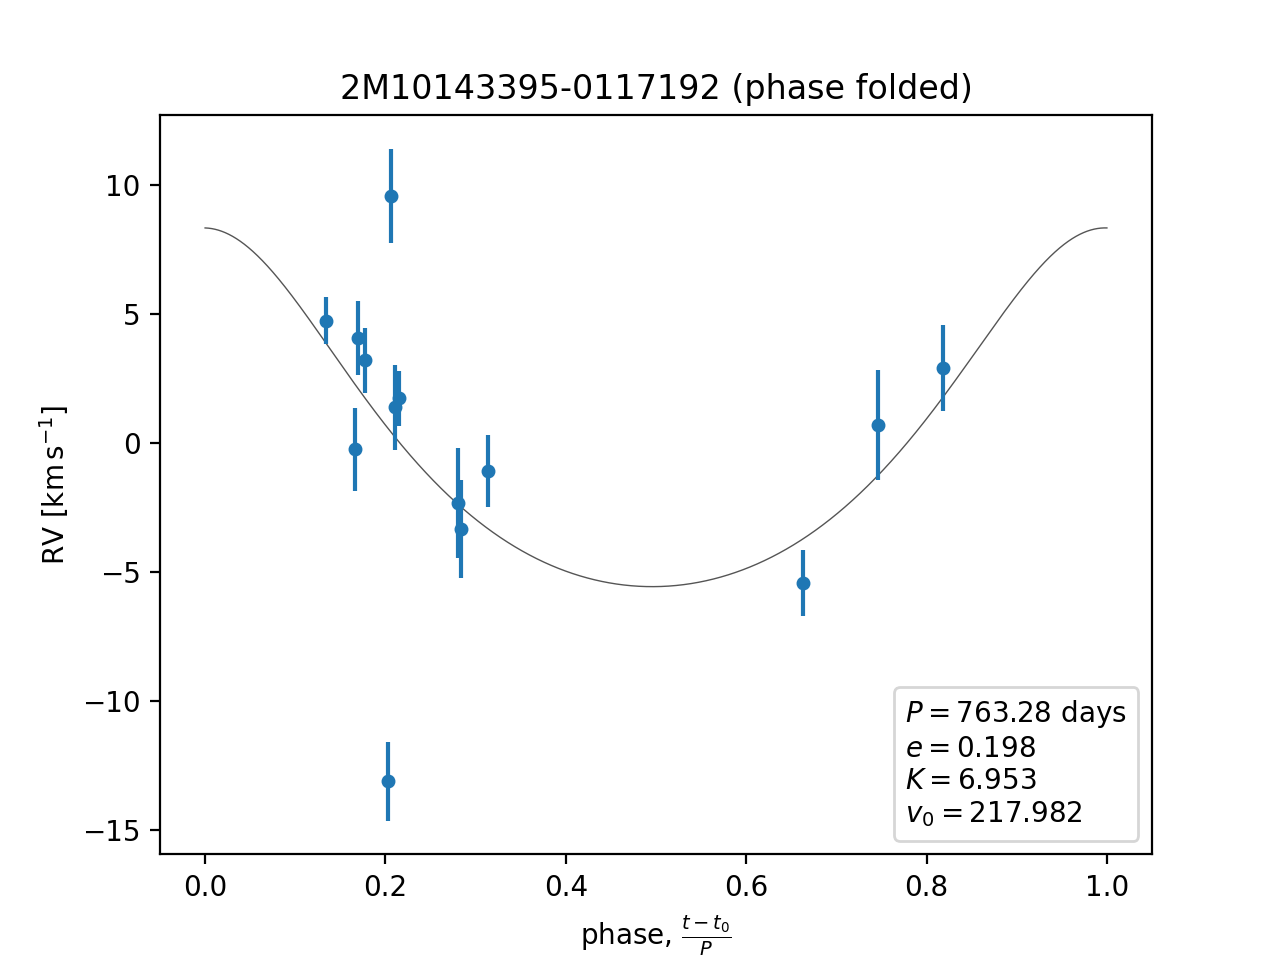 2M10143395-0117192 (phase folded)
RV [km s⁻¹]
10
5
0
−5
−10
−15
P = 763.28 days
e = 0.198
K = 6.953
v₀ = 217.982
0.0 0.2 0.4 0.6 0.8 1.0
phase, (t − t₀)/P